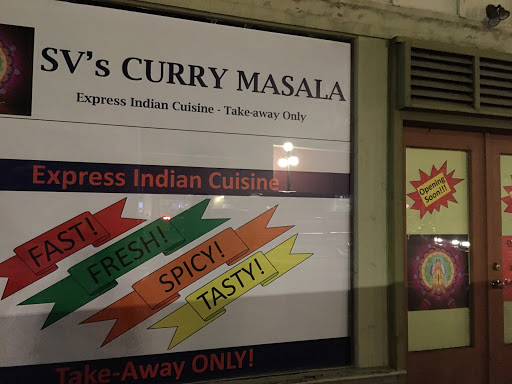 SV's CURRY MASALA
Express Indian Cuisine - Take-away Only
Express Indian Cuisine
FAST!
FRESH!
SPICY!
TASTY!
Take-Away ONLY!
Opening
Soon!!!